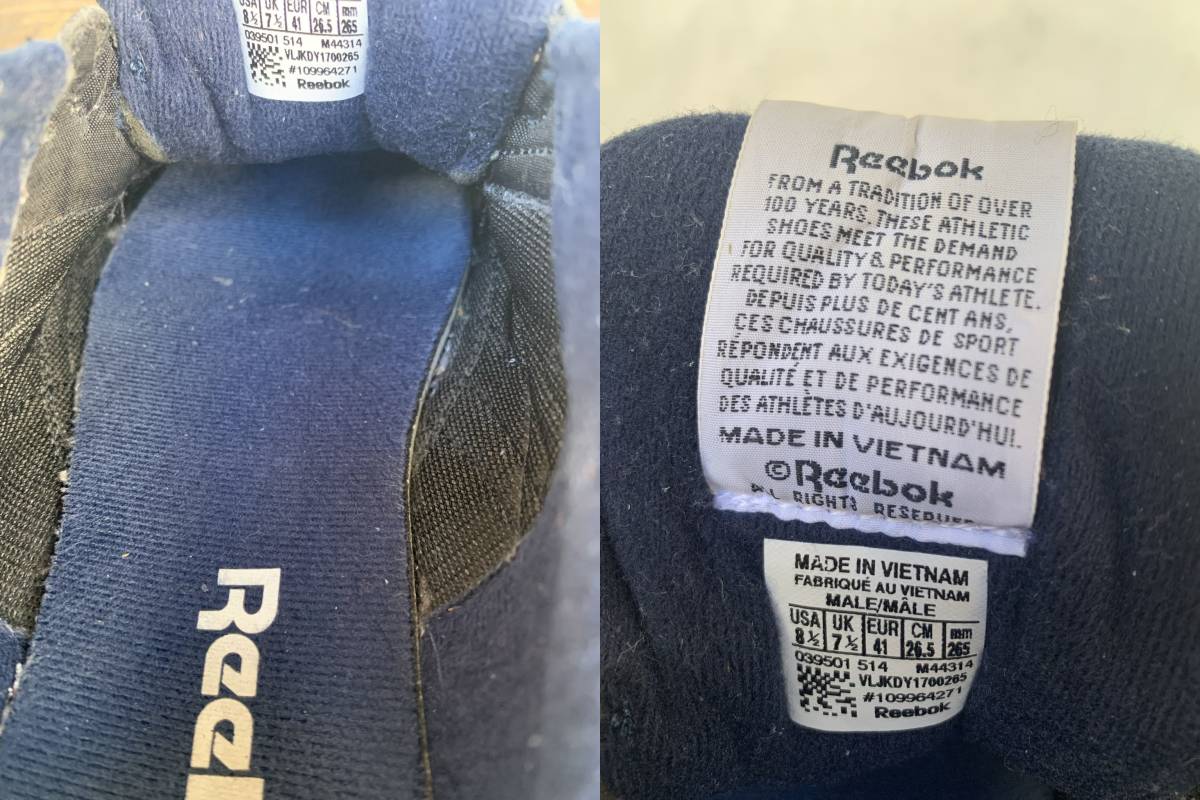 USA UK EUR CM mm
8½ 7½ 41 26.5 265
039501 514 M44314
VLJKDY1700265
#109964271
Reebok
Reeb
Reebok
FROM A TRADITION OF OVER
100 YEARS. THESE ATHLETIC
SHOES MEET THE DEMAND
FOR QUALITY & PERFORMANCE
REQUIRED BY TODAY'S ATHLETE.
DEPUIS PLUS DE CENT ANS,
CES CHAUSSURES DE SPORT
RÉPONDENT AUX EXIGENCES DE
QUALITÉ ET DE PERFORMANCE
DES ATHLÈTES D'AUJOURD'HUI.
MADE IN VIETNAM
©Reebok
ALL RIGHTS RESERVED
MADE IN VIETNAM
FABRIQUÉ AU VIETNAM
MALE/MÂLE
USA UK EUR CM mm
8½ 7½ 41 26.5 265
039501 514 M44314
VLJKDY1700265
#109964271
Reebok